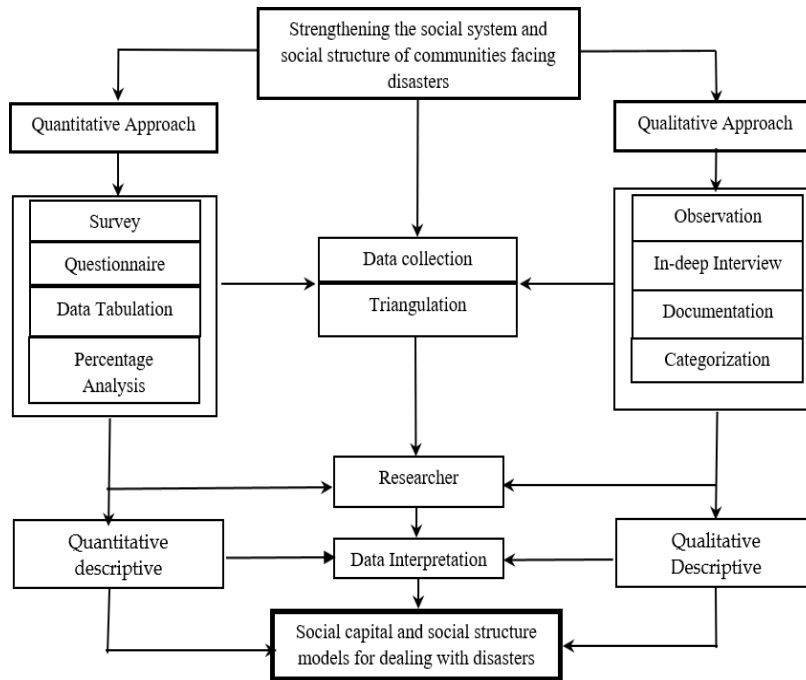 Strengthening the social system and
social structure of communities facing
disasters
Quantitative Approach
Qualitative Approach
Survey
Questionnaire
Data Tabulation
Percentage
Analysis
Data collection
Triangulation
Observation
In-deep Interview
Documentation
Categorization
Researcher
Quantitative
descriptive
Data Interpretation
Qualitative
Descriptive
Social capital and social structure
models for dealing with disasters